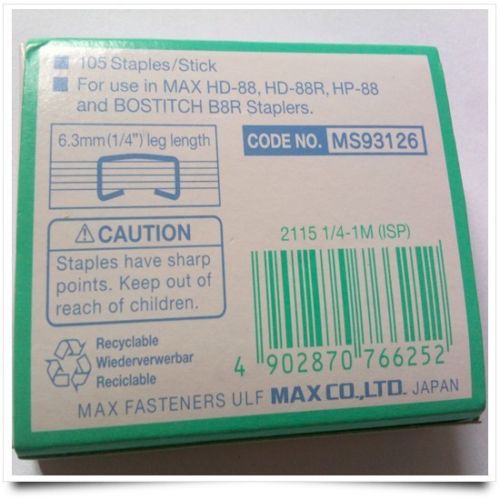 105 Staples/Stick
For use in MAX HD-88, HD-88R, HP-88
and BOSTITCH B8R Staplers.
6.3mm(1/4") leg length
CODE NO. MS93126
⚠CAUTION
Staples have sharp
points. Keep out of
reach of children.
2115 1/4-1M (ISP)
4 902870 766252
Recyclable
Wiederverwerbar
Reciclable
MAX FASTENERS ULF MAX CO., LTD. JAPAN